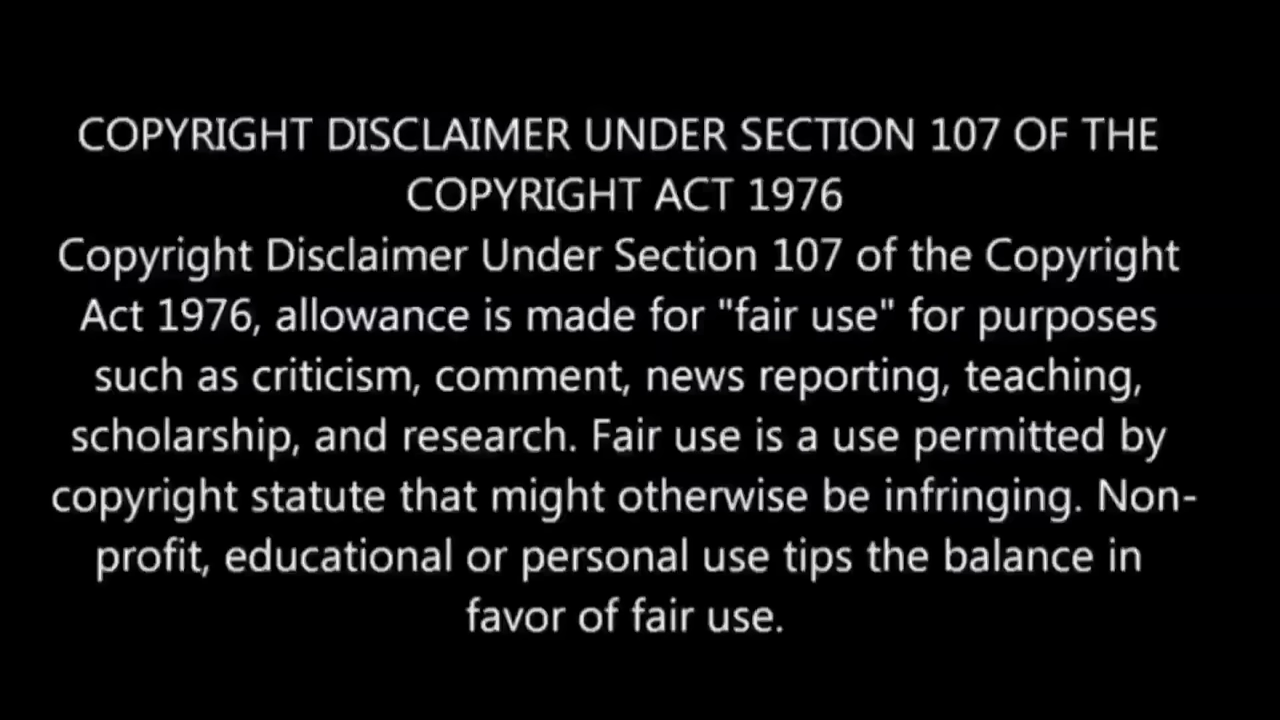 COPYRIGHT DISCLAIMER UNDER SECTION 107 OF THE
COPYRIGHT ACT 1976
Copyright Disclaimer Under Section 107 of the Copyright
Act 1976, allowance is made for "fair use" for purposes
such as criticism, comment, news reporting, teaching,
scholarship, and research. Fair use is a use permitted by
copyright statute that might otherwise be infringing. Non-
profit, educational or personal use tips the balance in
favor of fair use.